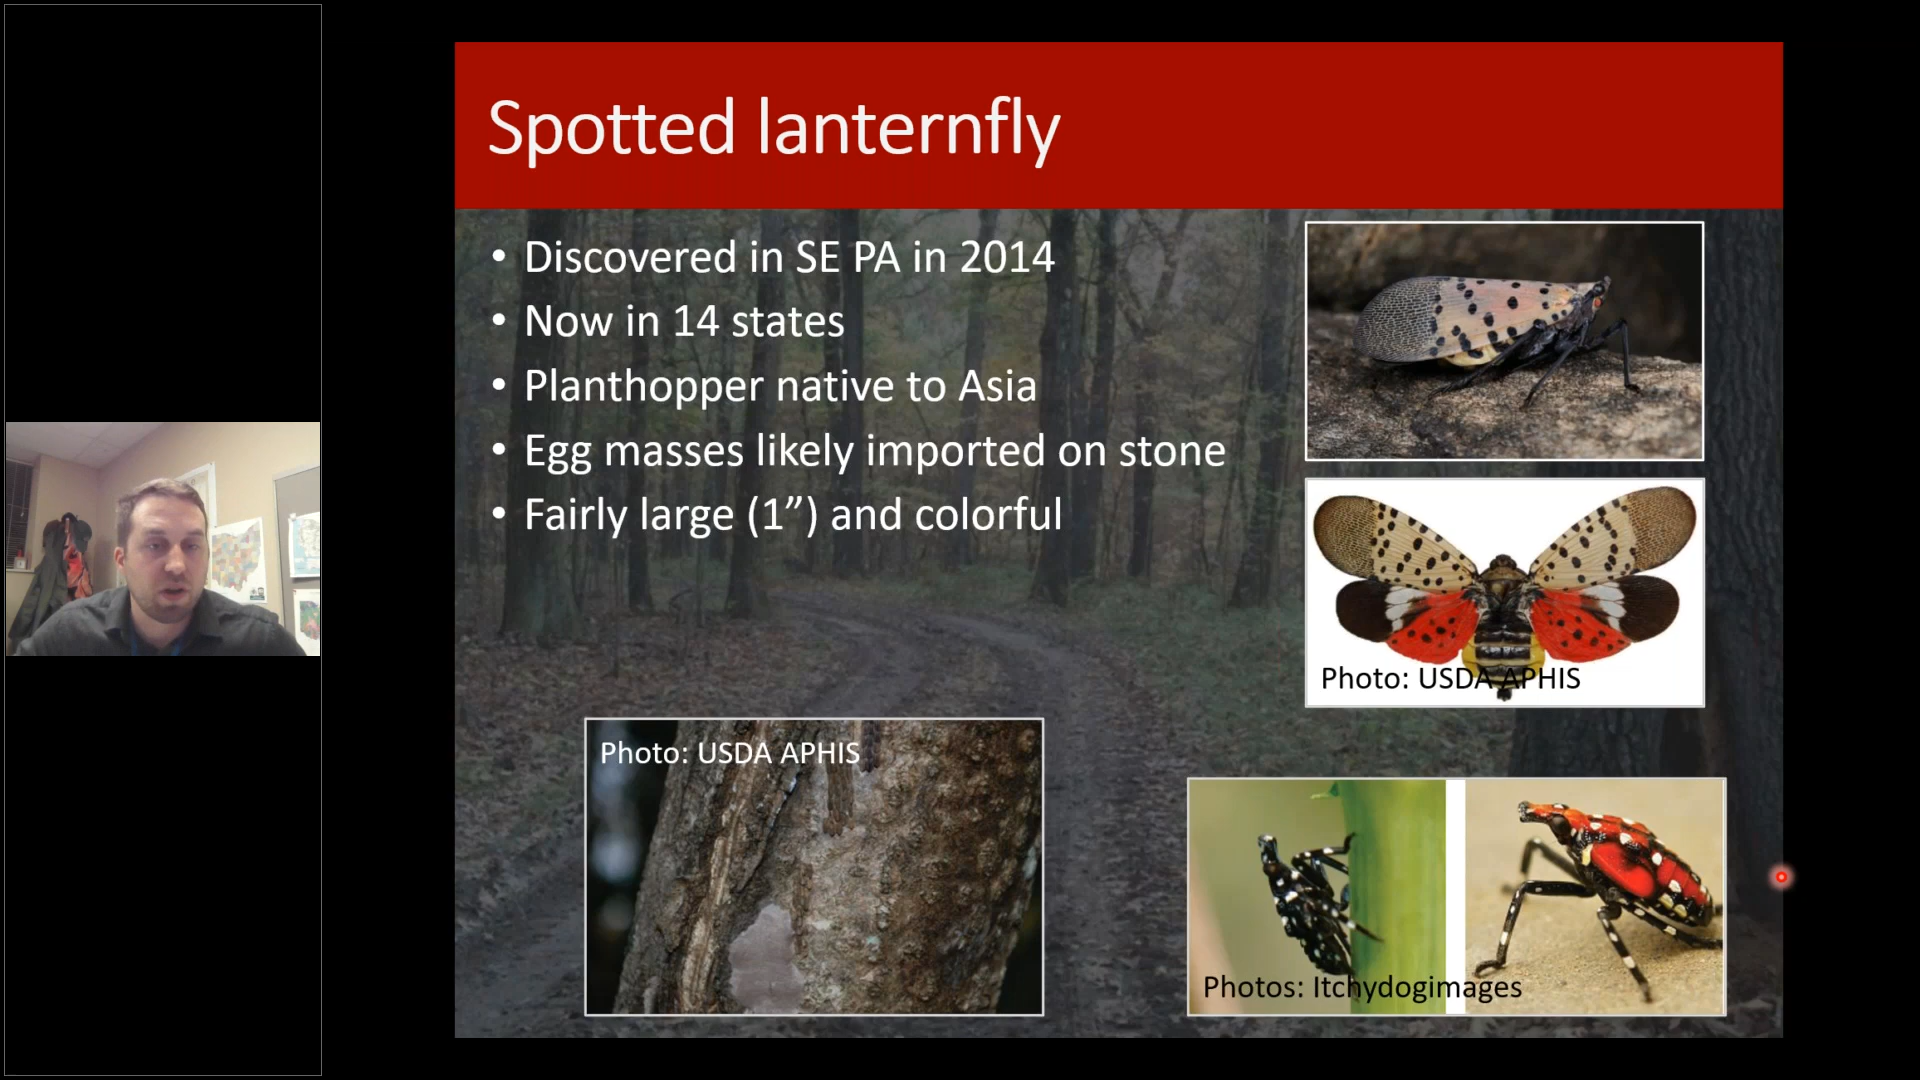 Spotted lanternfly
• Discovered in SE PA in 2014
• Now in 14 states
• Planthopper native to Asia
• Egg masses likely imported on stone
• Fairly large (1”) and colorful
Photo: USDA APHIS
Photo: USDA APHIS
Photos: Itchydogimages